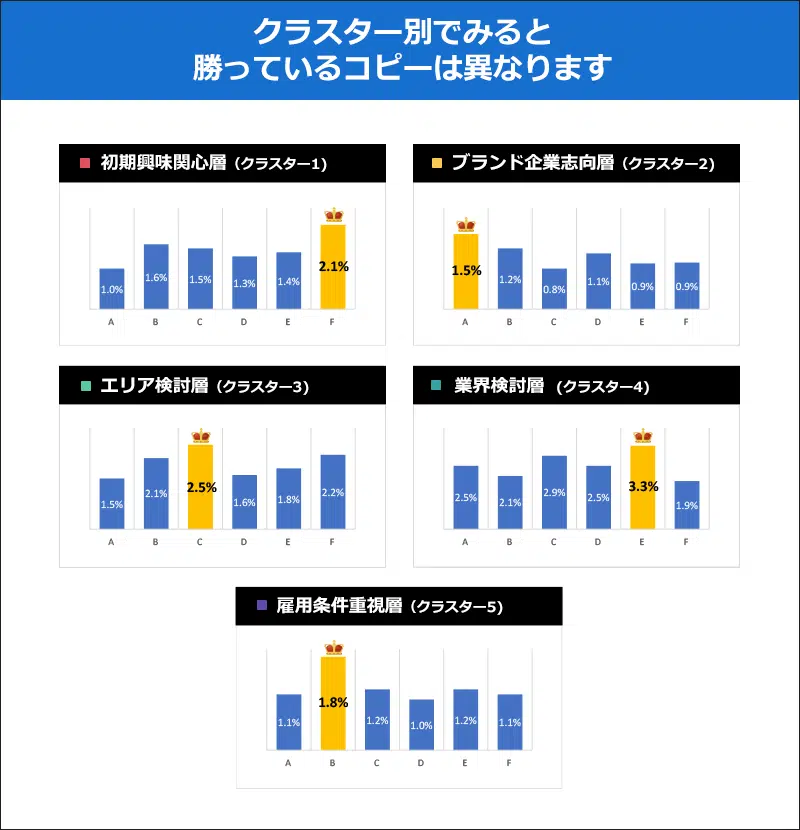 クラスター別でみると
勝っているコピーは異なります
初期興味関心層（クラスター1）
1.0% 1.6% 1.5% 1.3% 1.4% 2.1%
A B C D E F
ブランド企業志向層（クラスター2）
1.5% 1.2% 0.8% 1.1% 0.9% 0.9%
A B C D E F
エリア検討層（クラスター3）
1.5% 2.1% 2.5% 1.6% 1.8% 2.2%
A B C D E F
業界検討層 （クラスター4）
2.5% 2.1% 2.9% 2.5% 3.3% 1.9%
A B C D E F
雇用条件重視層（クラスター5）
1.1% 1.8% 1.2% 1.0% 1.2% 1.1%
A B C D E F